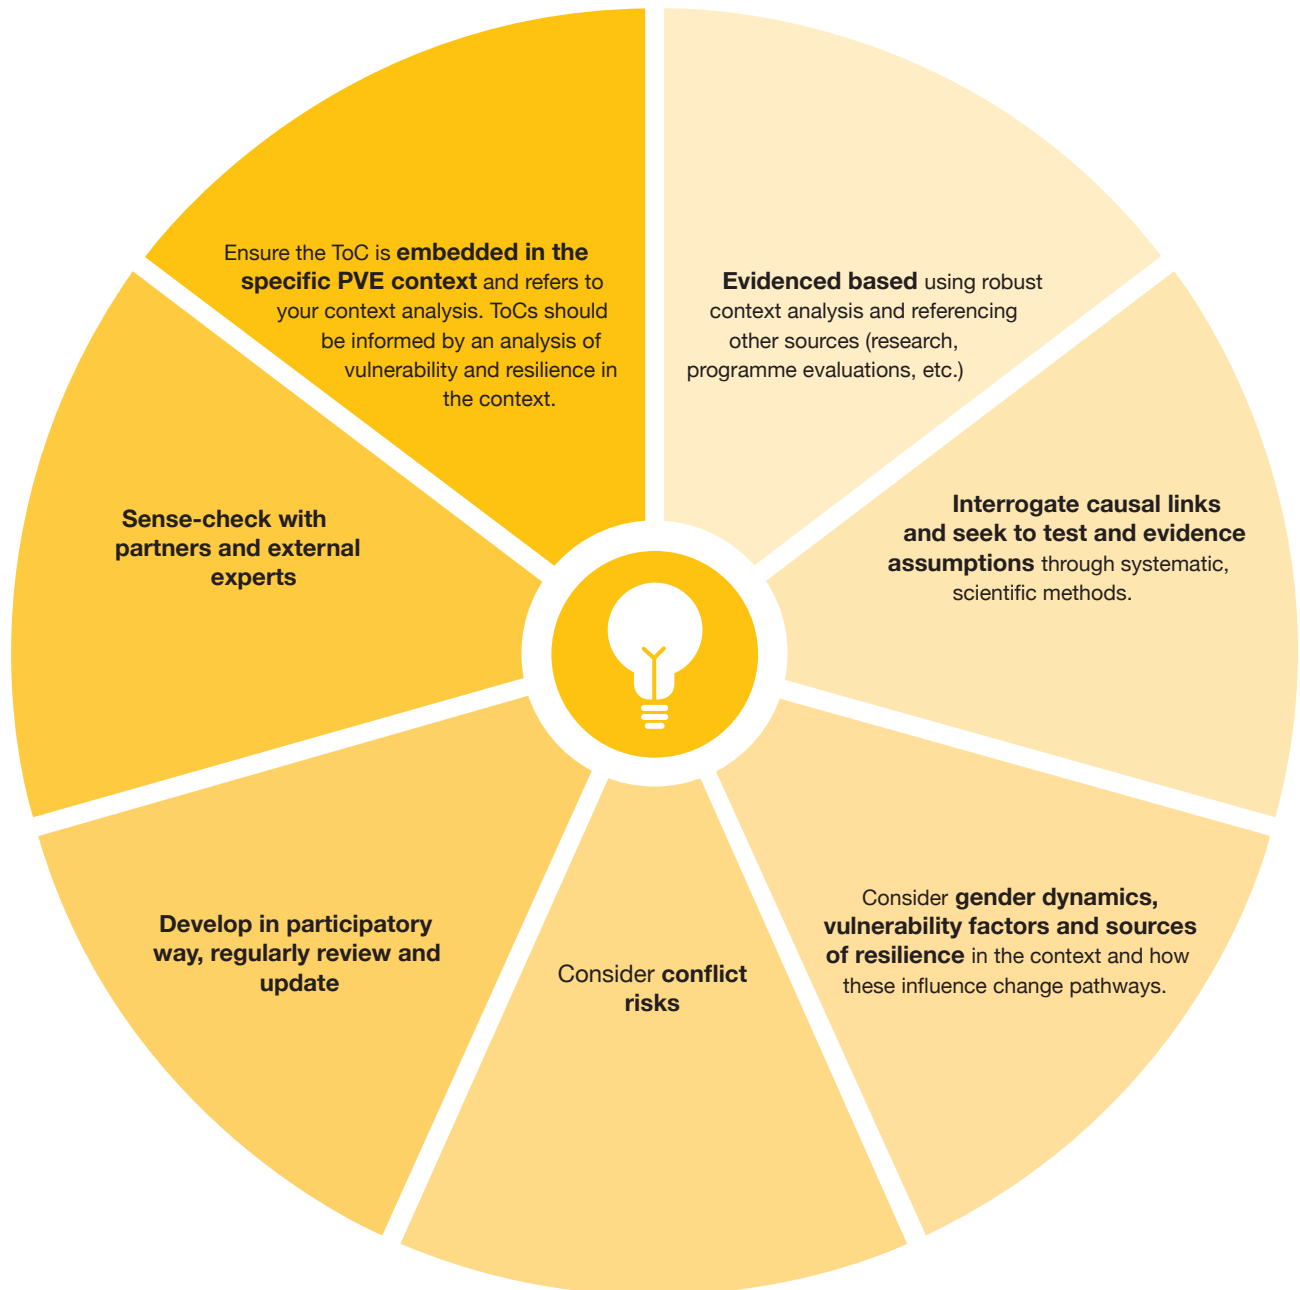 Ensure the ToC is embedded in the
specific PVE context and refers to
your context analysis. ToCs should
be informed by an analysis of
vulnerability and resilience in
the context.
Evidenced based using robust
context analysis and referencing
other sources (research,
programme evaluations, etc.)
Interrogate causal links
and seek to test and evidence
assumptions through systematic,
scientific methods.
Consider gender dynamics,
vulnerability factors and sources
of resilience in the context and how
these influence change pathways.
Consider conflict
risks
Develop in participatory
way, regularly review and
update
Sense-check with
partners and external
experts